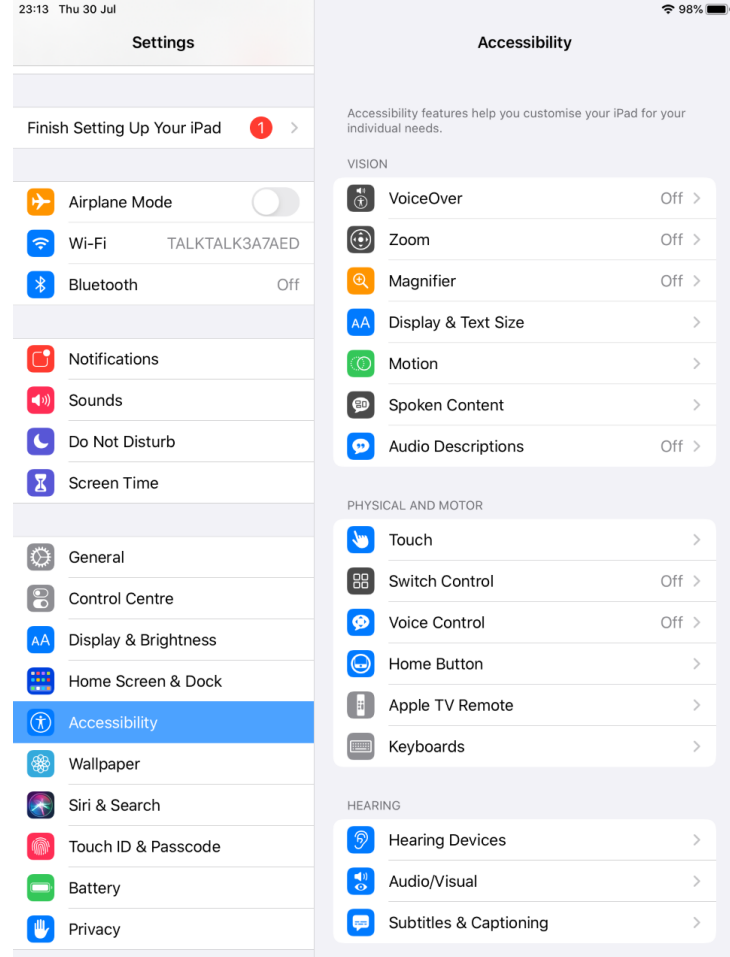 23:13 Thu 30 Jul
98%
Settings
Finish Setting Up Your iPad 1
Airplane Mode
Wi-Fi TALKTALK3A7AED
Bluetooth Off
Notifications
Sounds
Do Not Disturb
Screen Time
General
Control Centre
AA Display & Brightness
Home Screen & Dock
Accessibility
Wallpaper
Siri & Search
Touch ID & Passcode
Battery
Privacy
Accessibility
Accessibility features help you customise your iPad for your
individual needs.
VISION
VoiceOver Off
Zoom Off
Magnifier Off
AA Display & Text Size
Motion
Spoken Content
Audio Descriptions Off
PHYSICAL AND MOTOR
Touch
Switch Control Off
Voice Control Off
Home Button
Apple TV Remote
Keyboards
HEARING
Hearing Devices
Audio/Visual
Subtitles & Captioning